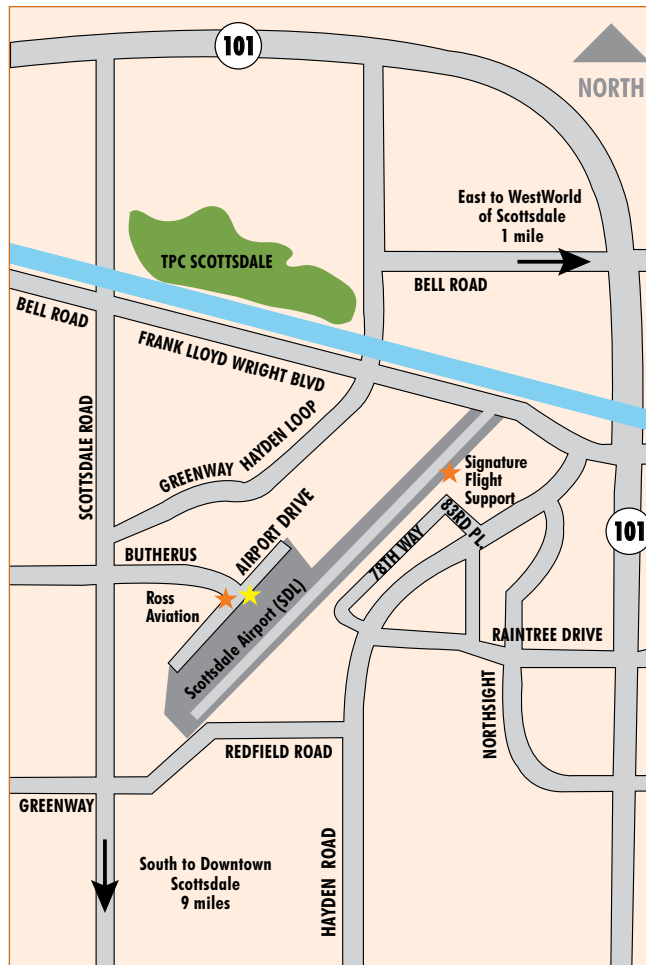 101
NORTH
East to WestWorld
of Scottsdale
1 mile
TPC SCOTTSDALE
BELL ROAD
BELL ROAD
FRANK LLOYD WRIGHT BLVD
SCOTTSDALE ROAD
GREENWAY HAYDEN LOOP
Signature
Flight
Support
83RD PL.
101
AIRPORT DRIVE
BUTHERUS
78TH WAY
Ross
Aviation
Scottsdale Airport (SDL)
RAINTREE DRIVE
NORTHSIGHT
REDFIELD ROAD
GREENWAY
HAYDEN ROAD
South to Downtown
Scottsdale
9 miles